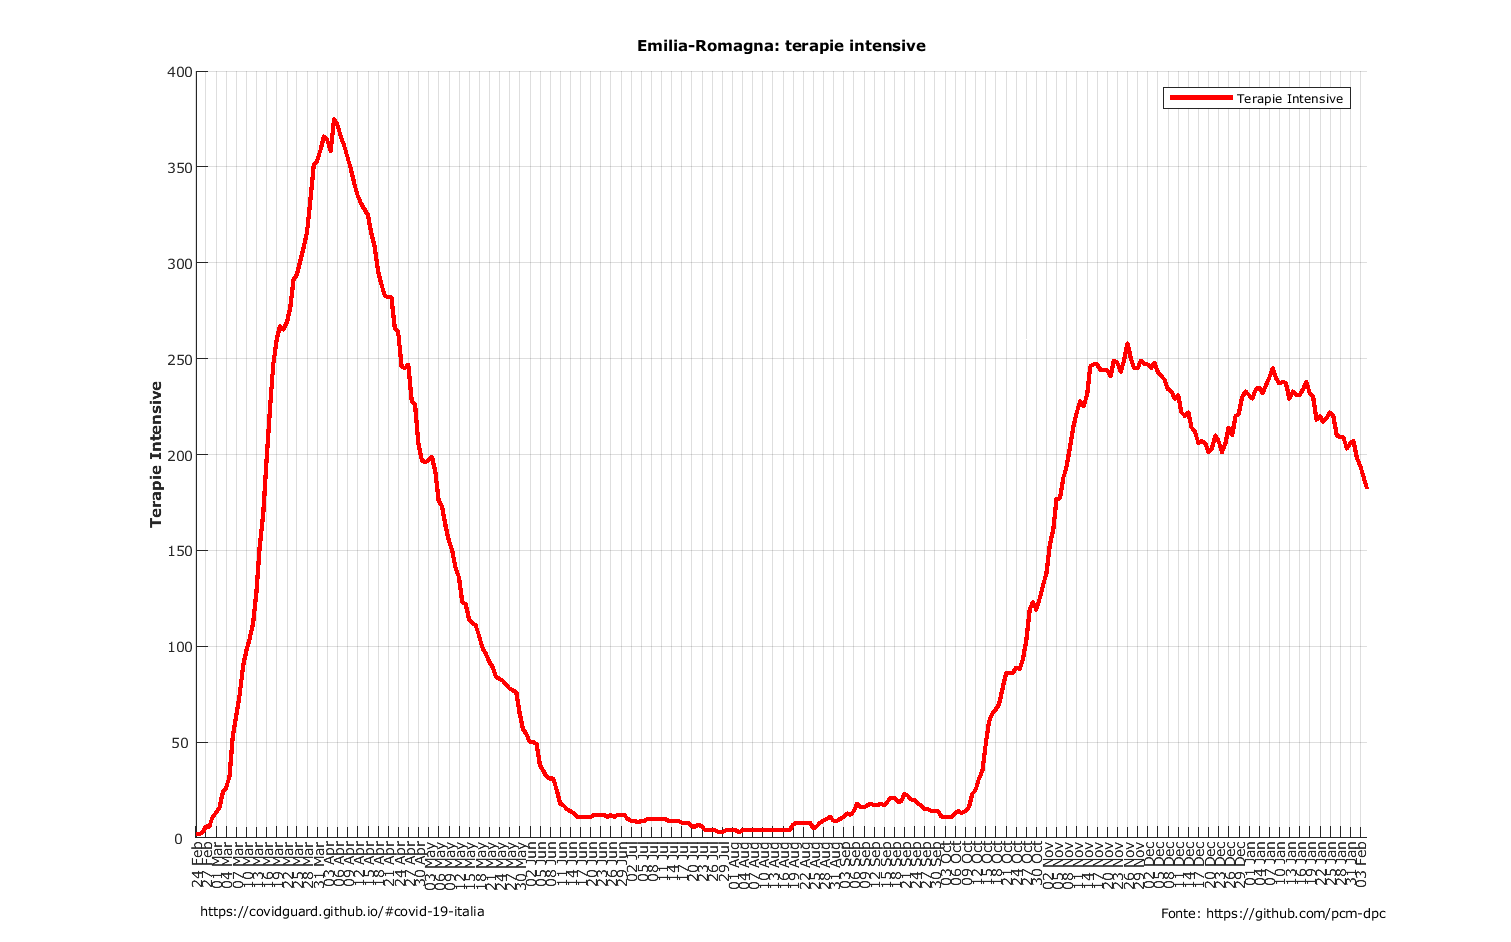 Emilia-Romagna: terapie intensive
Terapie Intensive
400
350
300
250
200
150
100
50
0
Terapie Intensive
24 Feb
27 Feb
01 Mar
04 Mar
07 Mar
10 Mar
13 Mar
16 Mar
19 Mar
22 Mar
25 Mar
28 Mar
31 Mar
03 Apr
06 Apr
09 Apr
12 Apr
15 Apr
18 Apr
21 Apr
24 Apr
27 Apr
30 Apr
03 May
06 May
09 May
12 May
15 May
18 May
21 May
24 May
27 May
30 May
02 Jun
05 Jun
08 Jun
11 Jun
14 Jun
17 Jun
20 Jun
23 Jun
26 Jun
29 Jun
02 Jul
05 Jul
08 Jul
11 Jul
14 Jul
17 Jul
20 Jul
23 Jul
26 Jul
29 Jul
01 Aug
04 Aug
07 Aug
10 Aug
13 Aug
16 Aug
19 Aug
22 Aug
25 Aug
28 Aug
31 Aug
03 Sep
06 Sep
09 Sep
12 Sep
15 Sep
18 Sep
21 Sep
24 Sep
27 Sep
30 Sep
03 Oct
06 Oct
09 Oct
12 Oct
15 Oct
18 Oct
21 Oct
24 Oct
27 Oct
30 Oct
02 Nov
05 Nov
08 Nov
11 Nov
14 Nov
17 Nov
20 Nov
23 Nov
26 Nov
29 Nov
02 Dec
05 Dec
08 Dec
11 Dec
14 Dec
17 Dec
20 Dec
23 Dec
26 Dec
29 Dec
01 Jan
04 Jan
07 Jan
10 Jan
13 Jan
16 Jan
19 Jan
22 Jan
25 Jan
28 Jan
31 Jan
03 Feb
https://covidguard.github.io/#covid-19-italia
Fonte: https://github.com/pcm-dpc